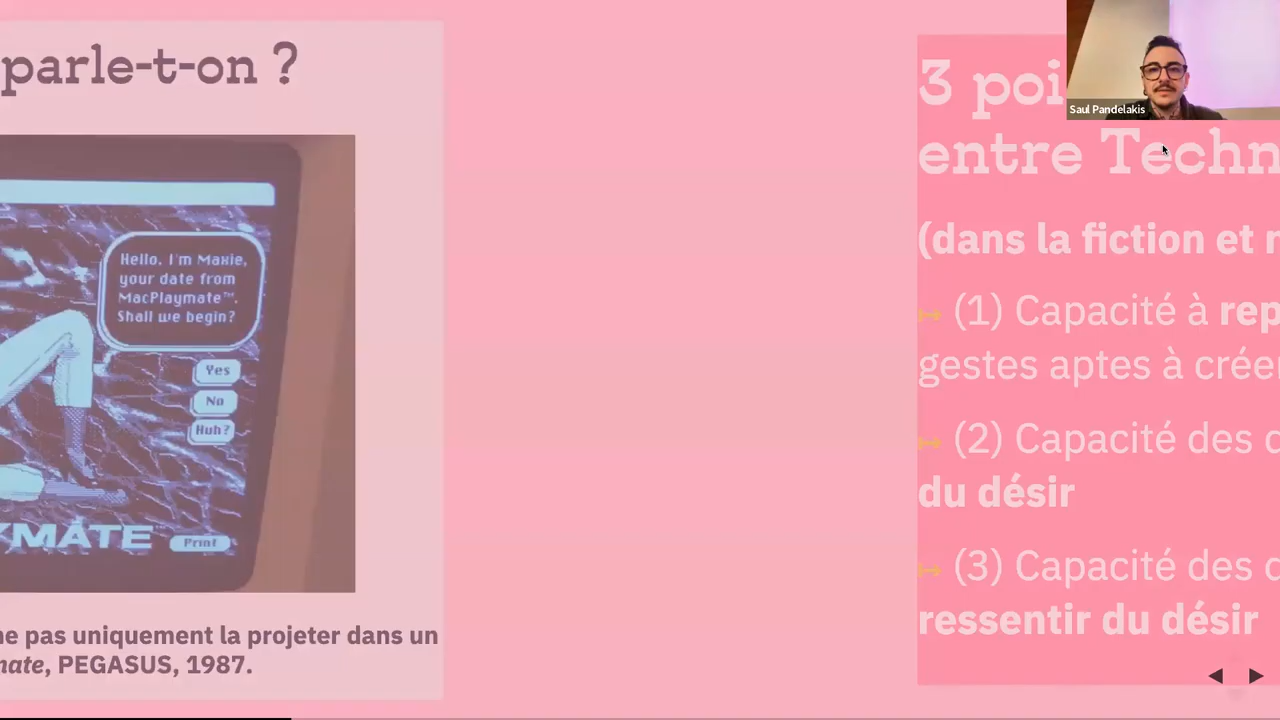 parle-t-on ?
Hello. I'm Maxie,
your date from
MacPlaymate™.
Shall we begin?
Yes
No
Huh?
YMATE™
Print
ne pas uniquement la projeter dans un
mate, PEGASUS, 1987.
3 poi
entre Techn
(dans la fiction et
↦ (1) Capacité à rep
gestes aptes à créer
↦ (2) Capacité des c
du désir
↦ (3) Capacité des c
ressentir du désir
Saul Pandelakis